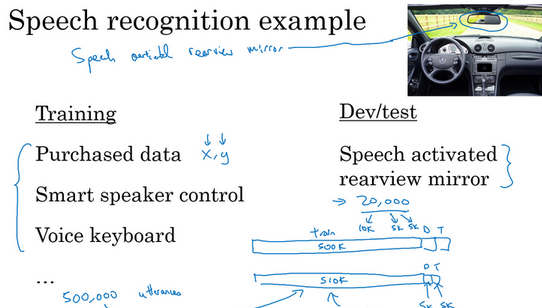 Speech recognition example
Speech activated rearview mirror
Training
Purchased data x,y
Smart speaker control
Voice keyboard
...
500,000 utterances
Dev/test
Speech activated
rearview mirror
→ 20,000
10K 5K 5K
train D T
500K
D T
510K
5K 5K